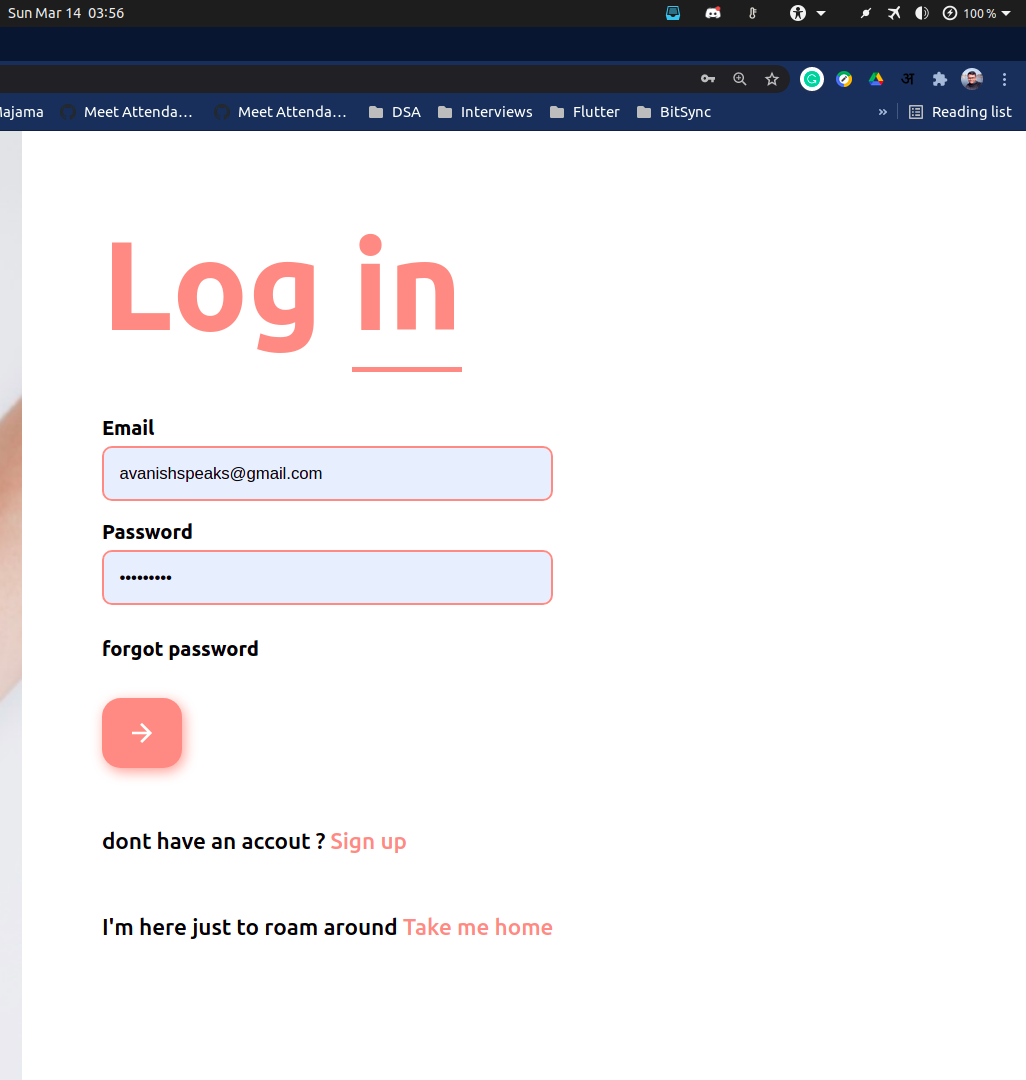 Sun Mar 14 03:56
100 %
अ
ajama Meet Attenda... Meet Attenda... DSA Interviews Flutter BitSync » Reading list
Log in
Email
avanishspeaks@gmail.com
Password
•••••••••
forgot password
dont have an accout ? Sign up
I'm here just to roam around Take me home